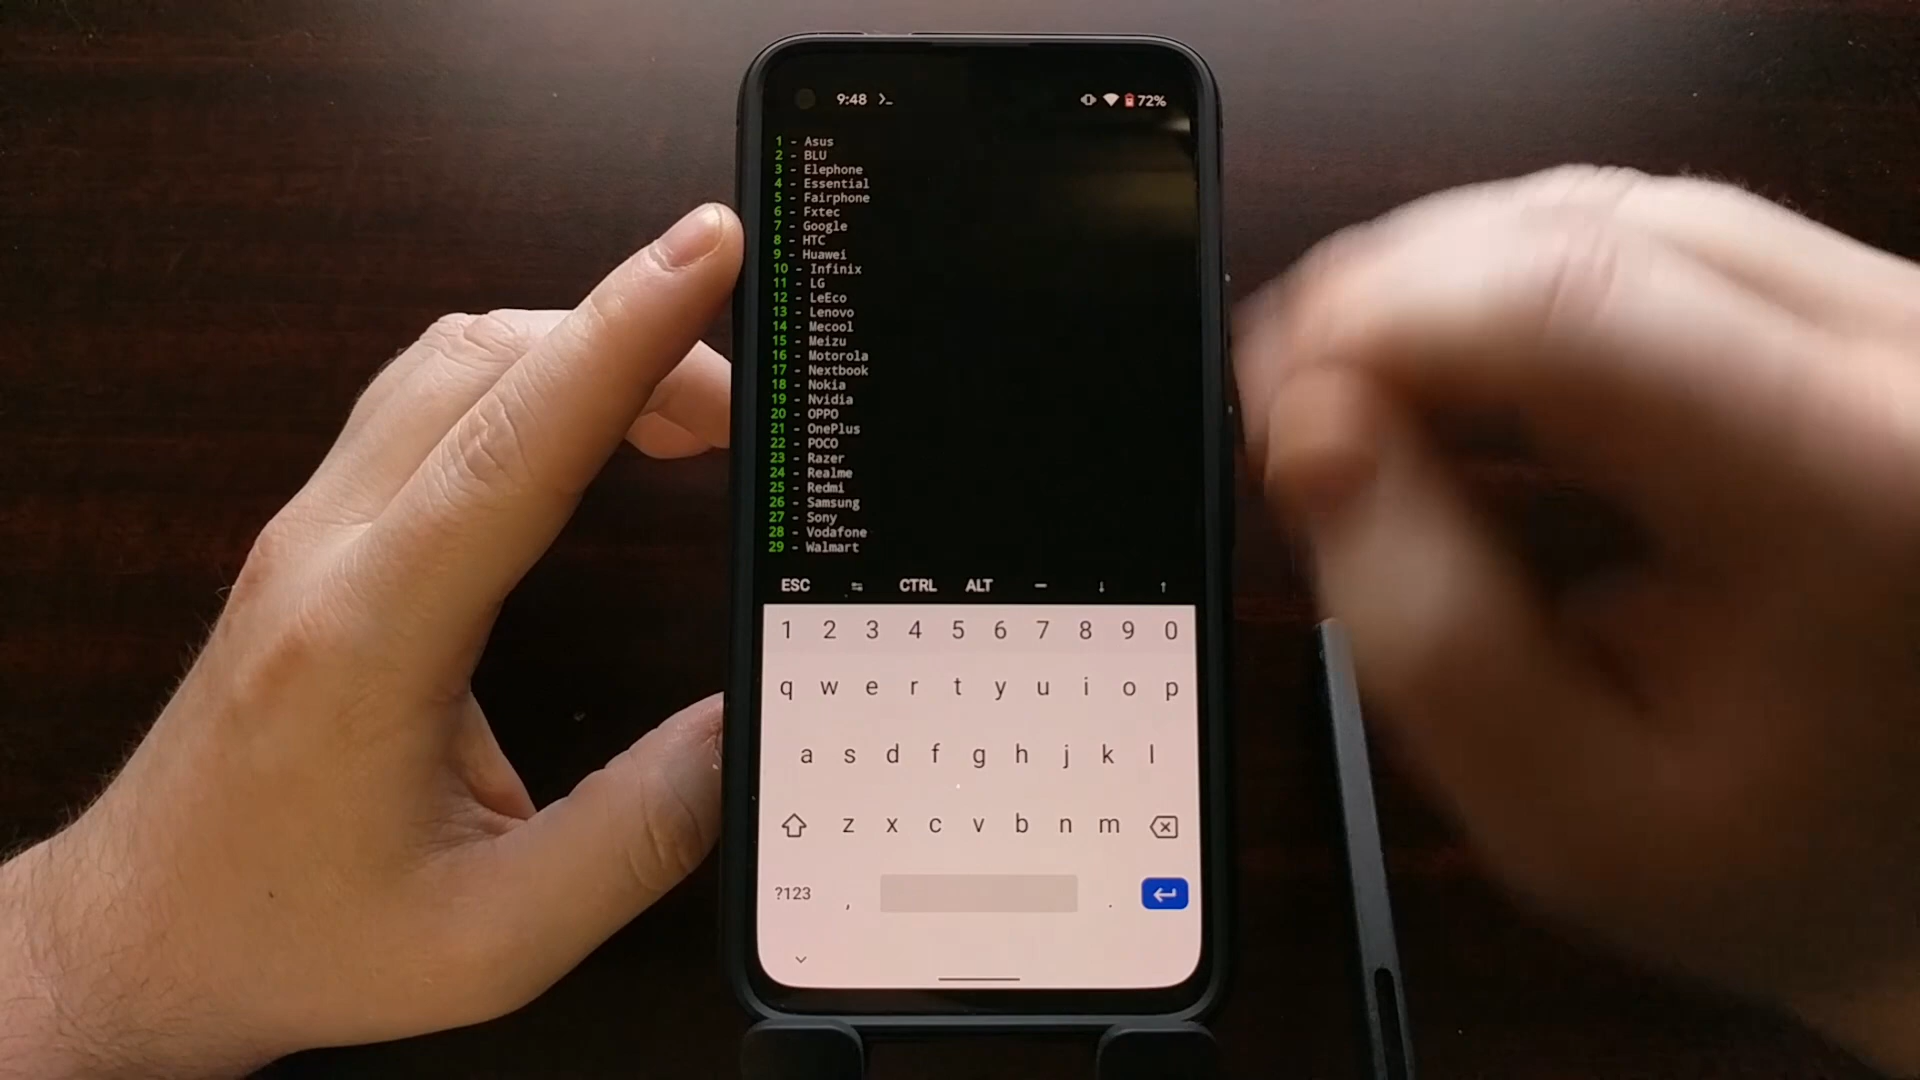 9:48 >_ 72%
1 - Asus
2 - BLU
3 - Elephone
4 - Essential
5 - Fairphone
6 - Fxtec
7 - Google
8 - HTC
9 - Huawei
10 - Infinix
11 - LG
12 - LeEco
13 - Lenovo
14 - Mecool
15 - Meizu
16 - Motorola
17 - Nextbook
18 - Nokia
19 - Nvidia
20 - OPPO
21 - OnePlus
22 - POCO
23 - Razer
24 - Realme
25 - Redmi
26 - Samsung
27 - Sony
28 - Vodafone
29 - Walmart
ESC ⇆ CTRL ALT — ↓ ↑
1 2 3 4 5 6 7 8 9 0
q w e r t y u i o p
a s d f g h j k l
z x c v b n m
?123 , .